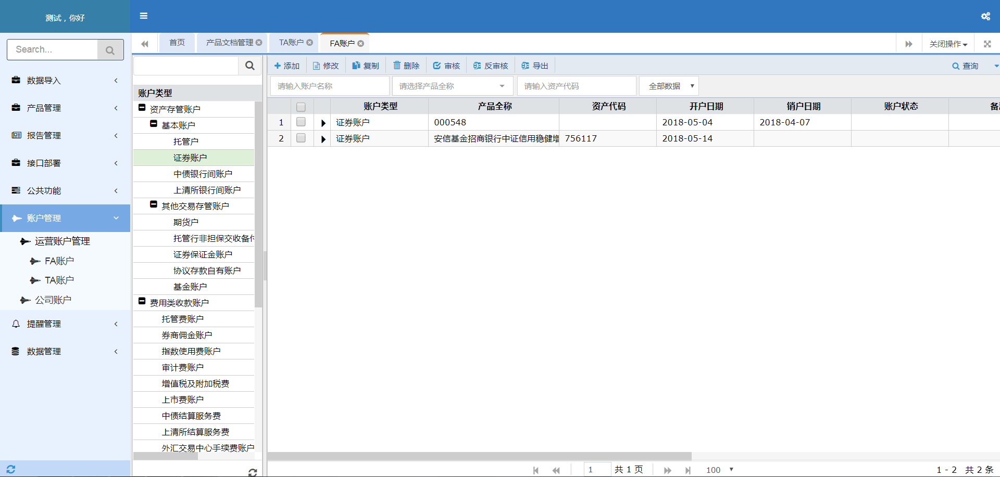 测试，你好
Search...
数据导入
产品管理
报告管理
接口部署
公共功能
账户管理
运营账户管理
FA账户
TA账户
公司账户
提醒管理
数据管理
首页
产品文档管理
TA账户
FA账户
关闭操作
账户类型
资产存管账户
基本账户
托管户
证券账户
中债银行间账户
上清所银行间账户
其他交易存管账户
期货户
托管行非担保交收备
证券保证金账户
协议存款自有账户
基金账户
费用类收款账户
托管费账户
券商佣金账户
指数使用费账户
审计费账户
增值税及附加税费
上市费账户
中债结算服务费
上清所结算服务费
外汇交易中心手续费账户
添加 修改 复制 删除 审核 反审核 导出 查询
请输入账户名称 请选择产品全称 请输入资产代码 全部数据
账户类型 产品全称 资产代码 开户日期 销户日期 账户状态 备
1 证券账户 000548 2018-05-04 2018-04-07
2 证券账户 安信基金招商银行中证信用稳健增 756117 2018-05-14
1 共 1 页 100 1 - 2 共 2 条